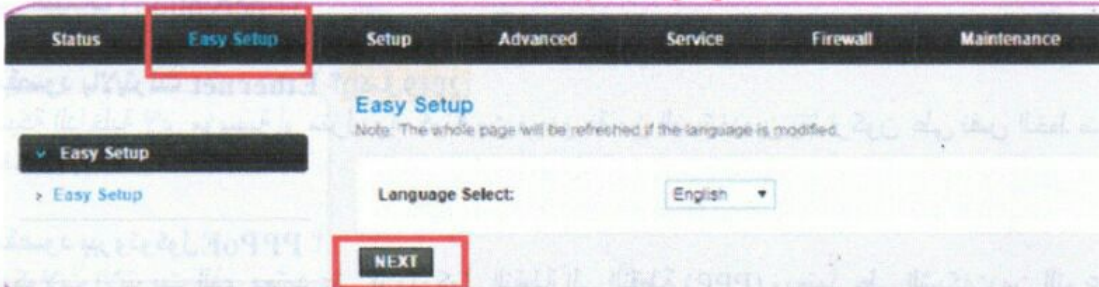 Status Easy Setup Setup Advanced Service Firewall Maintenance
Easy Setup
Note: The whole page will be refreshed if the language is modified.
Easy Setup
Easy Setup
Language Select: English
NEXT